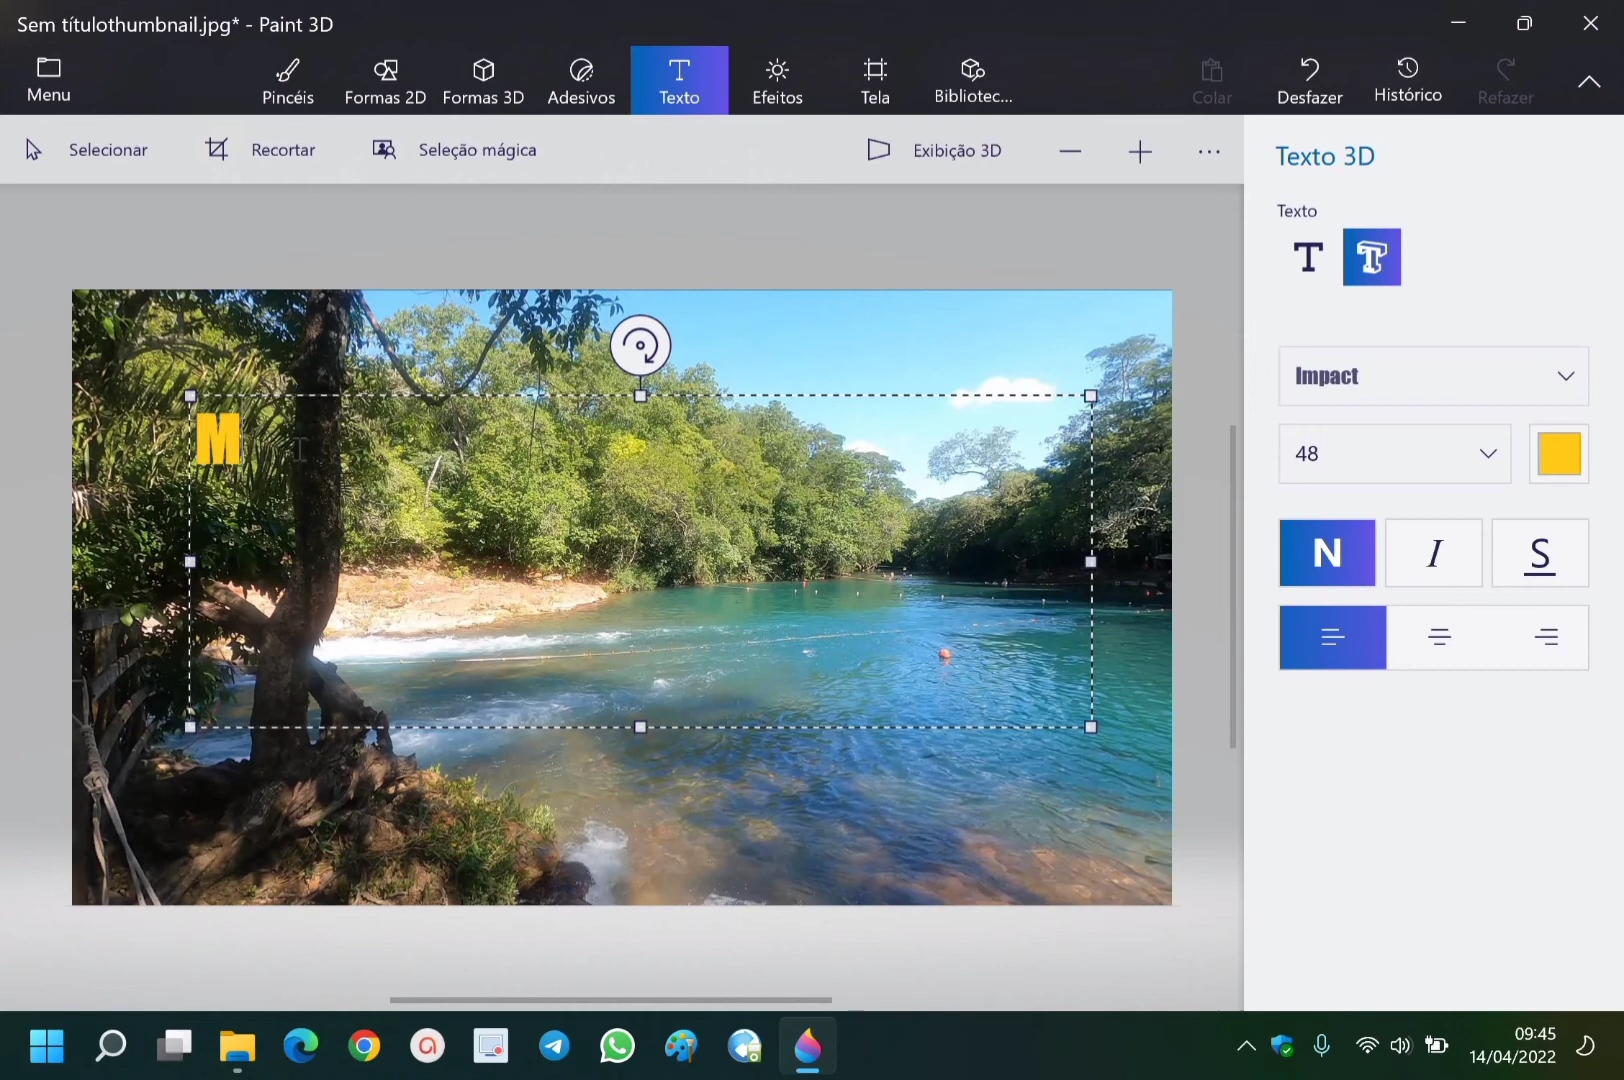 Sem títulothumbnail.jpg* - Paint 3D
Menu
Pincéis
Formas 2D
Formas 3D
Adesivos
Texto
Efeitos
Tela
Bibliotec...
Colar
Desfazer
Histórico
Refazer
Selecionar
Recortar
Seleção mágica
Exibição 3D
Texto 3D
Texto
T
T
Impact
48
N
I
S
M
09:45
14/04/2022